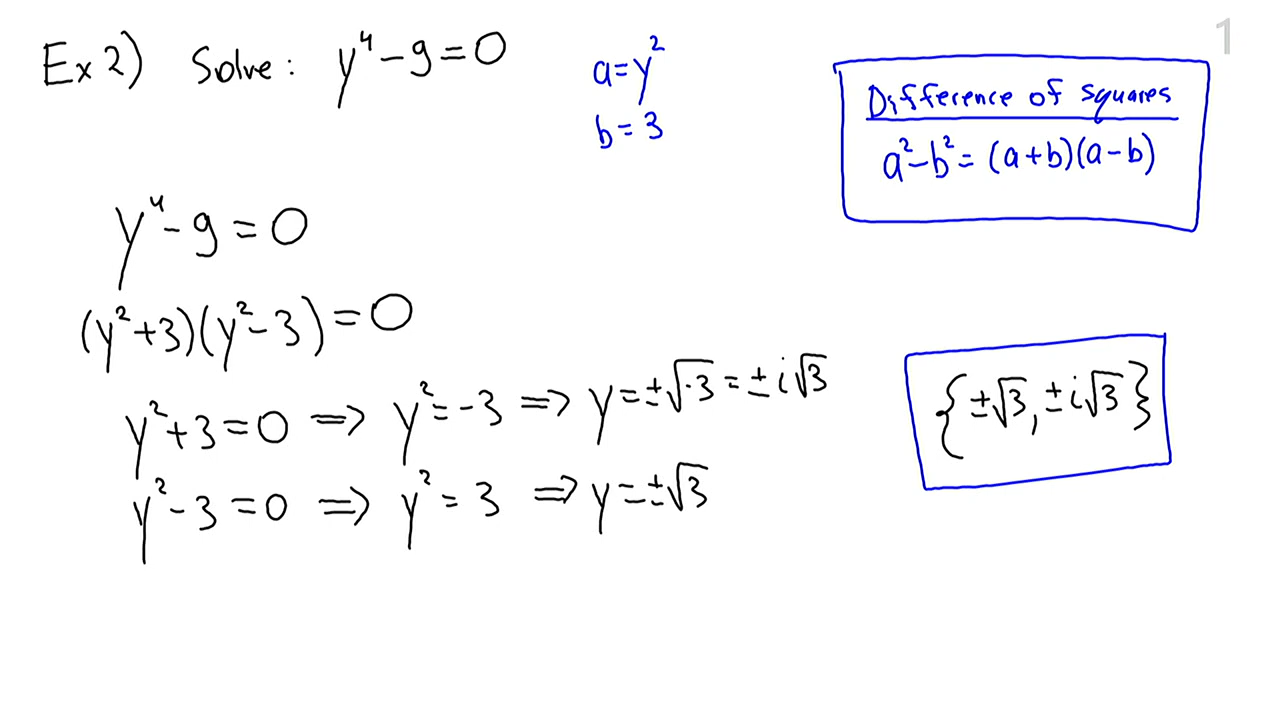 1
Ex 2) Solve: y⁴ - 9 = 0
a = y²
b = 3
Difference of squares
a² - b² = (a + b)(a - b)
y⁴ - 9 = 0
(y² + 3)(y² - 3) = 0
y² + 3 = 0 ⟹ y² = -3 ⟹ y = ±√-3 = ±i√3
y² - 3 = 0 ⟹ y² = 3 ⟹ y = ±√3
{±√3, ±i√3}